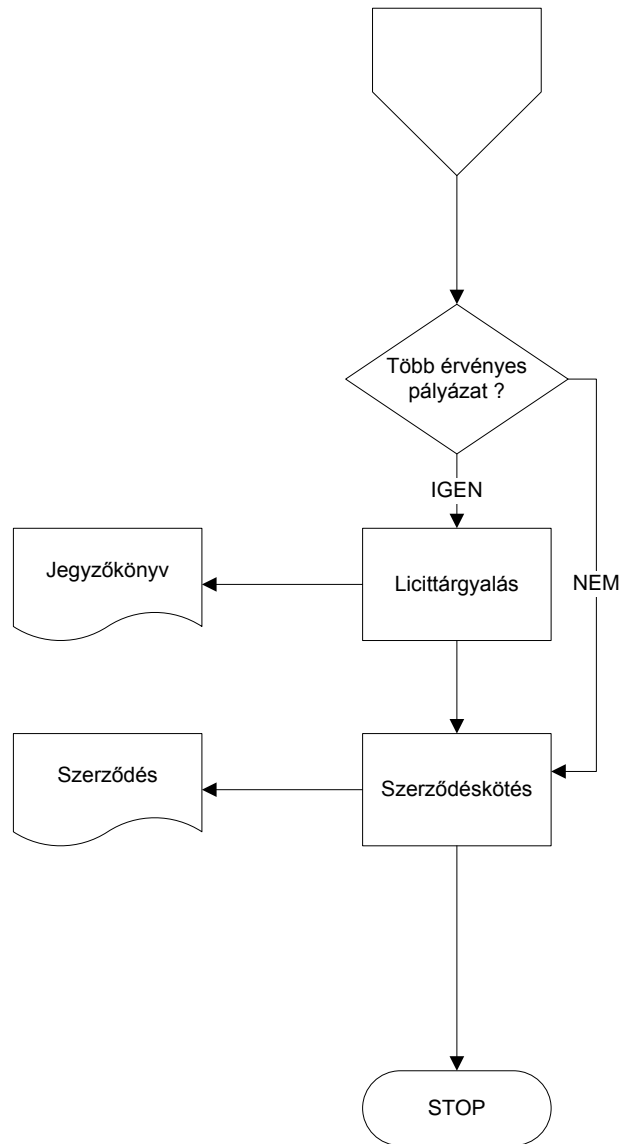 Több érvényes
pályázat ?
IGEN
Jegyzőkönyv
Licittárgyalás
NEM
Szerződés
Szerződéskötés
STOP